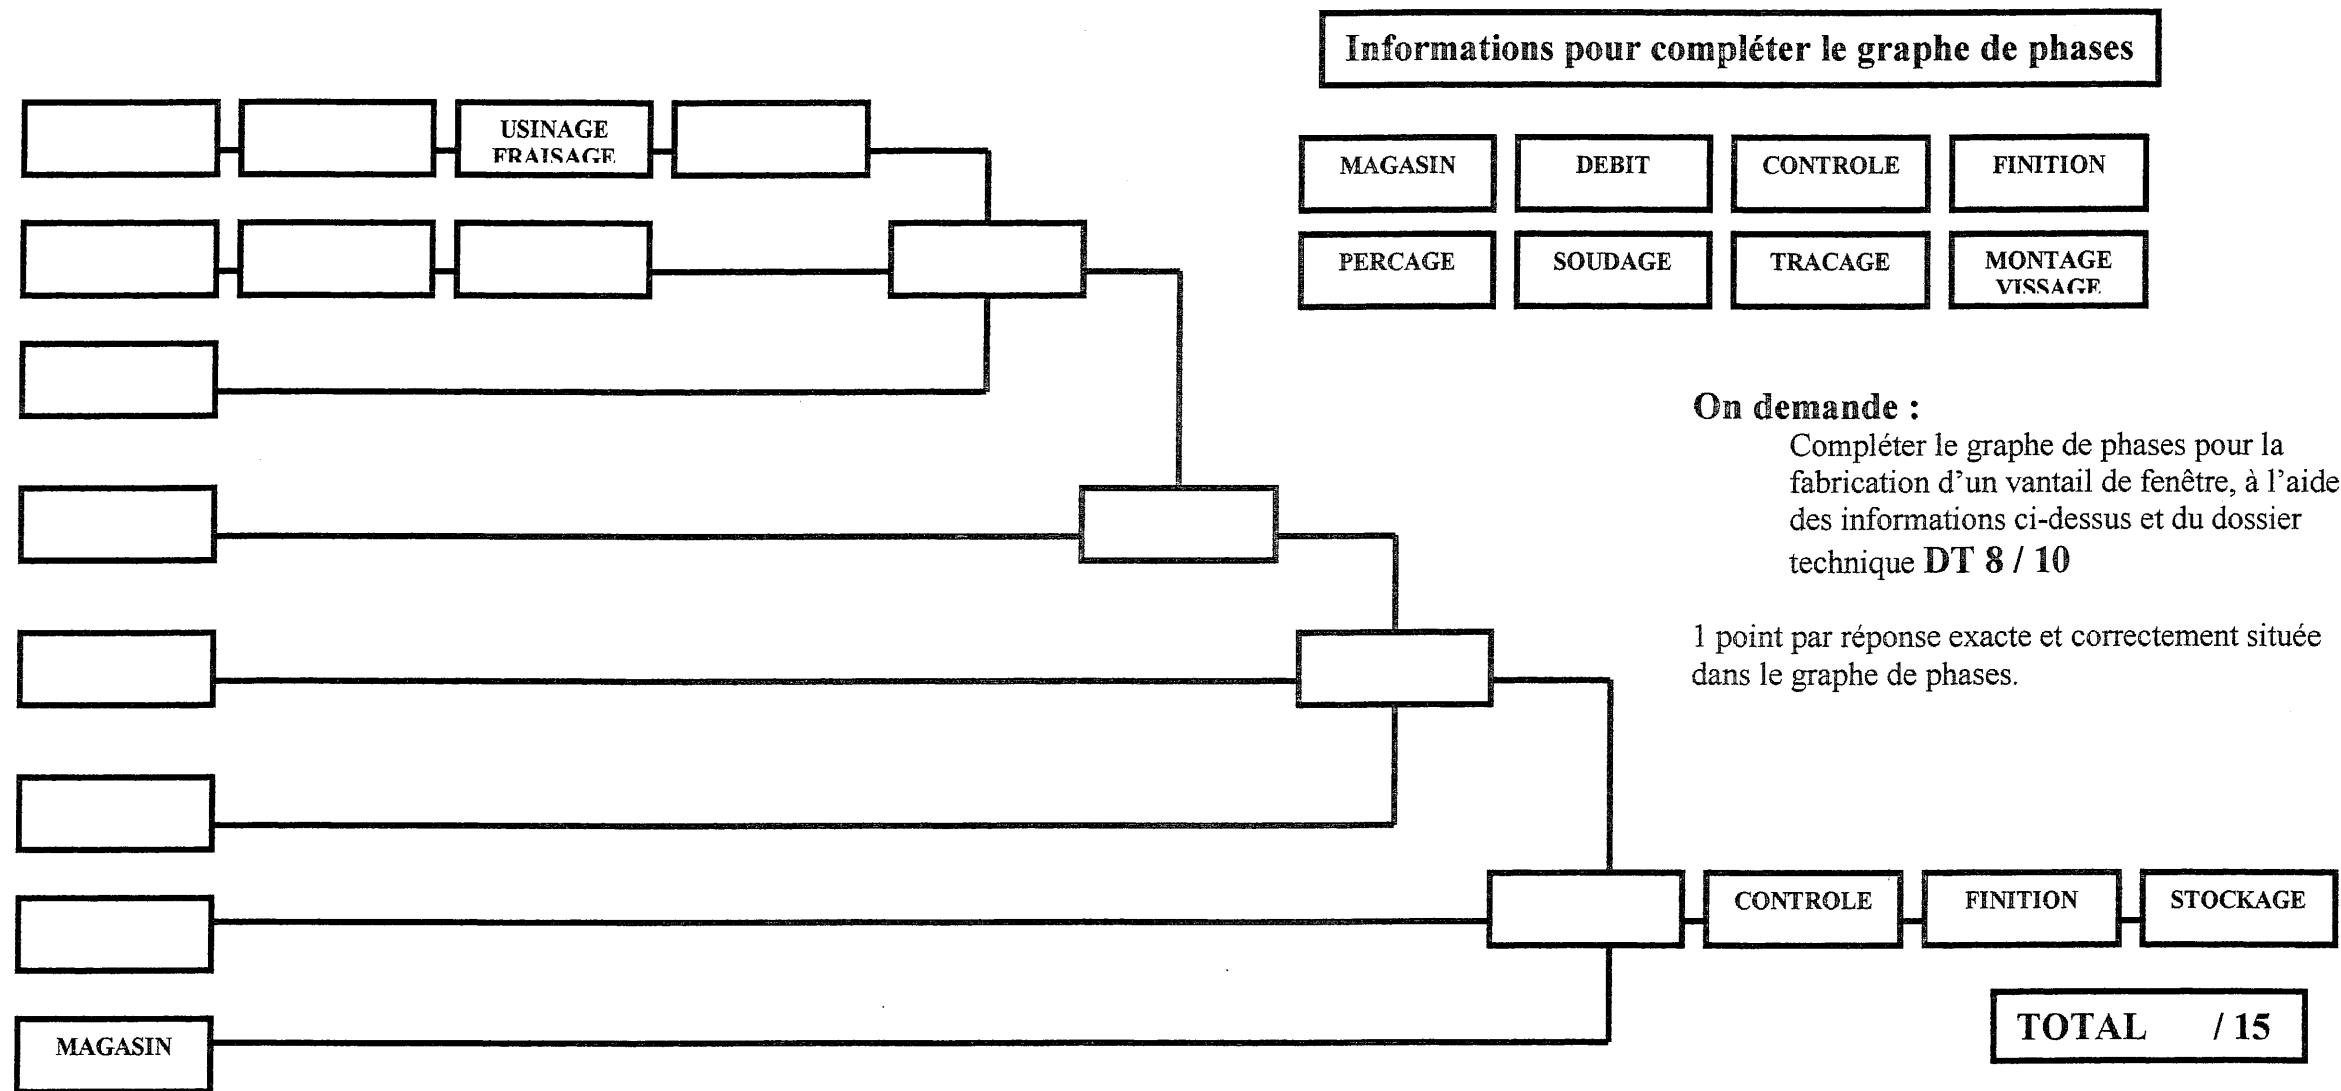 Informations pour compléter le graphe de phases
USINAGE
FRAISAGE
MAGASIN
DEBIT
CONTROLE
FINITION
PERCAGE
SOUDAGE
TRACAGE
MONTAGE
VISSAGE
On demande :
Compléter le graphe de phases pour la
fabrication d'un vantail de fenêtre, à l'aide
des informations ci-dessus et du dossier
technique DT 8 / 10
1 point par réponse exacte et correctement située
dans le graphe de phases.
CONTROLE
FINITION
STOCKAGE
MAGASIN
TOTAL / 15